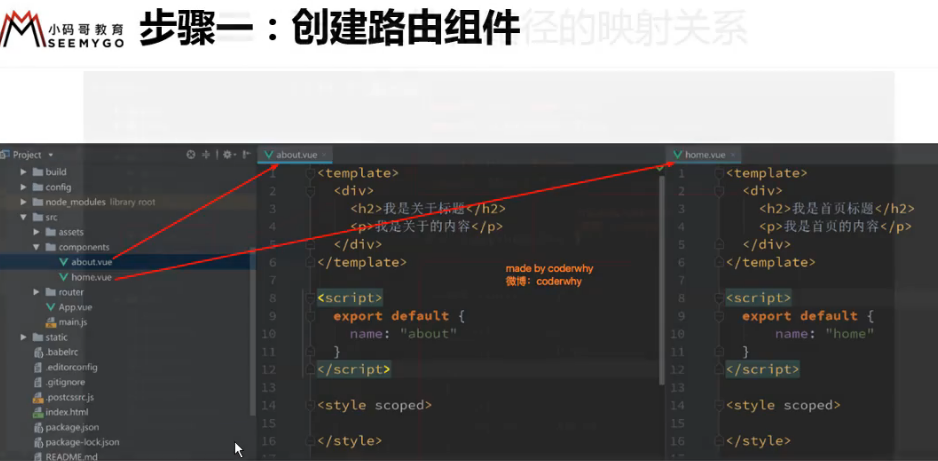 小码哥教育
SEEMYGO
步骤一：创建路由组件
径的映射关系
Project
build
config
node_modules library root
src
assets
components
about.vue
home.vue
router
App.vue
main.js
static
.babelrc
.editorconfig
.gitignore
.postcssrc.js
index.html
package.json
package-lock.json
README.md
about.vue
1 <template>
2 <div>
3 <h2>我是关于标题</h2>
4 <p>我是关于的内容</p>
5 </div>
6 </template>
7
8 <script>
9 export default {
10 name: "about"
11 }
12 </script>
13
14 <style scoped>
15
16 </style>
made by coderwhy
微博：coderwhy
home.vue
1 <template>
2 <div>
3 <h2>我是首页标题</h2>
4 <p>我是首页的内容</p>
5 </div>
6 </template>
7
8 <script>
9 export default {
10 name: "home"
11 }
12 </script>
13
14 <style scoped>
15
16 </style>